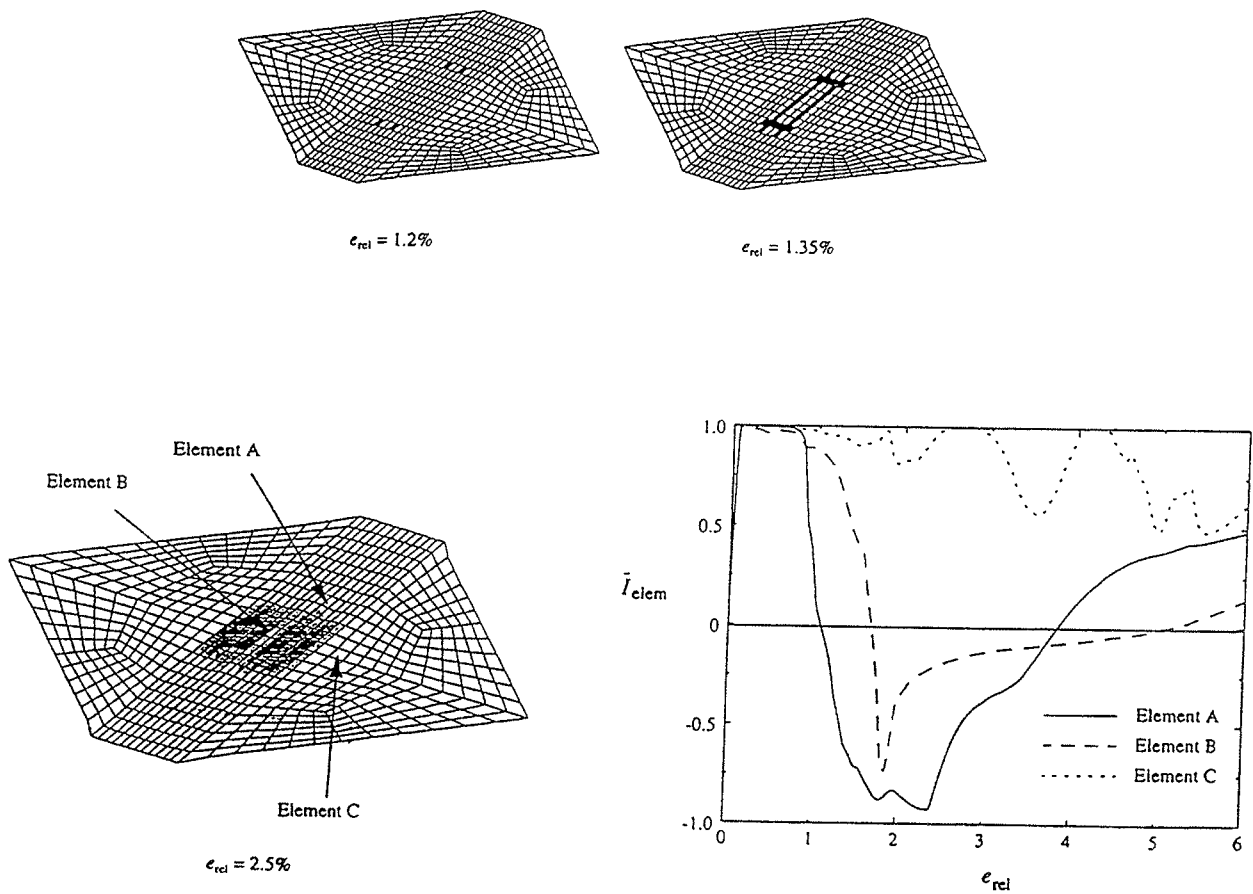 e_rel = 1.2%
e_rel = 1.35%
Element A
Element B
Element C
e_rel = 2.5%
1.0
0.5
Ī_elem
0
-0.5
-1.0
Element A
Element B
Element C
0 1 2 3 4 5 6
e_rel